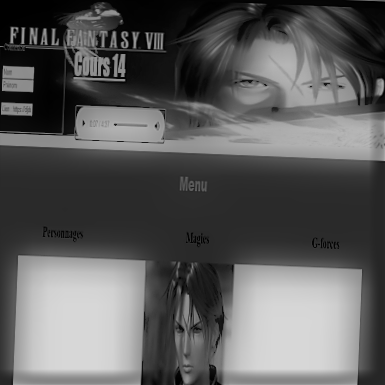 FINAL FANTASY VIII
Cours 14
Menu
Personnages
Magies
G-forces